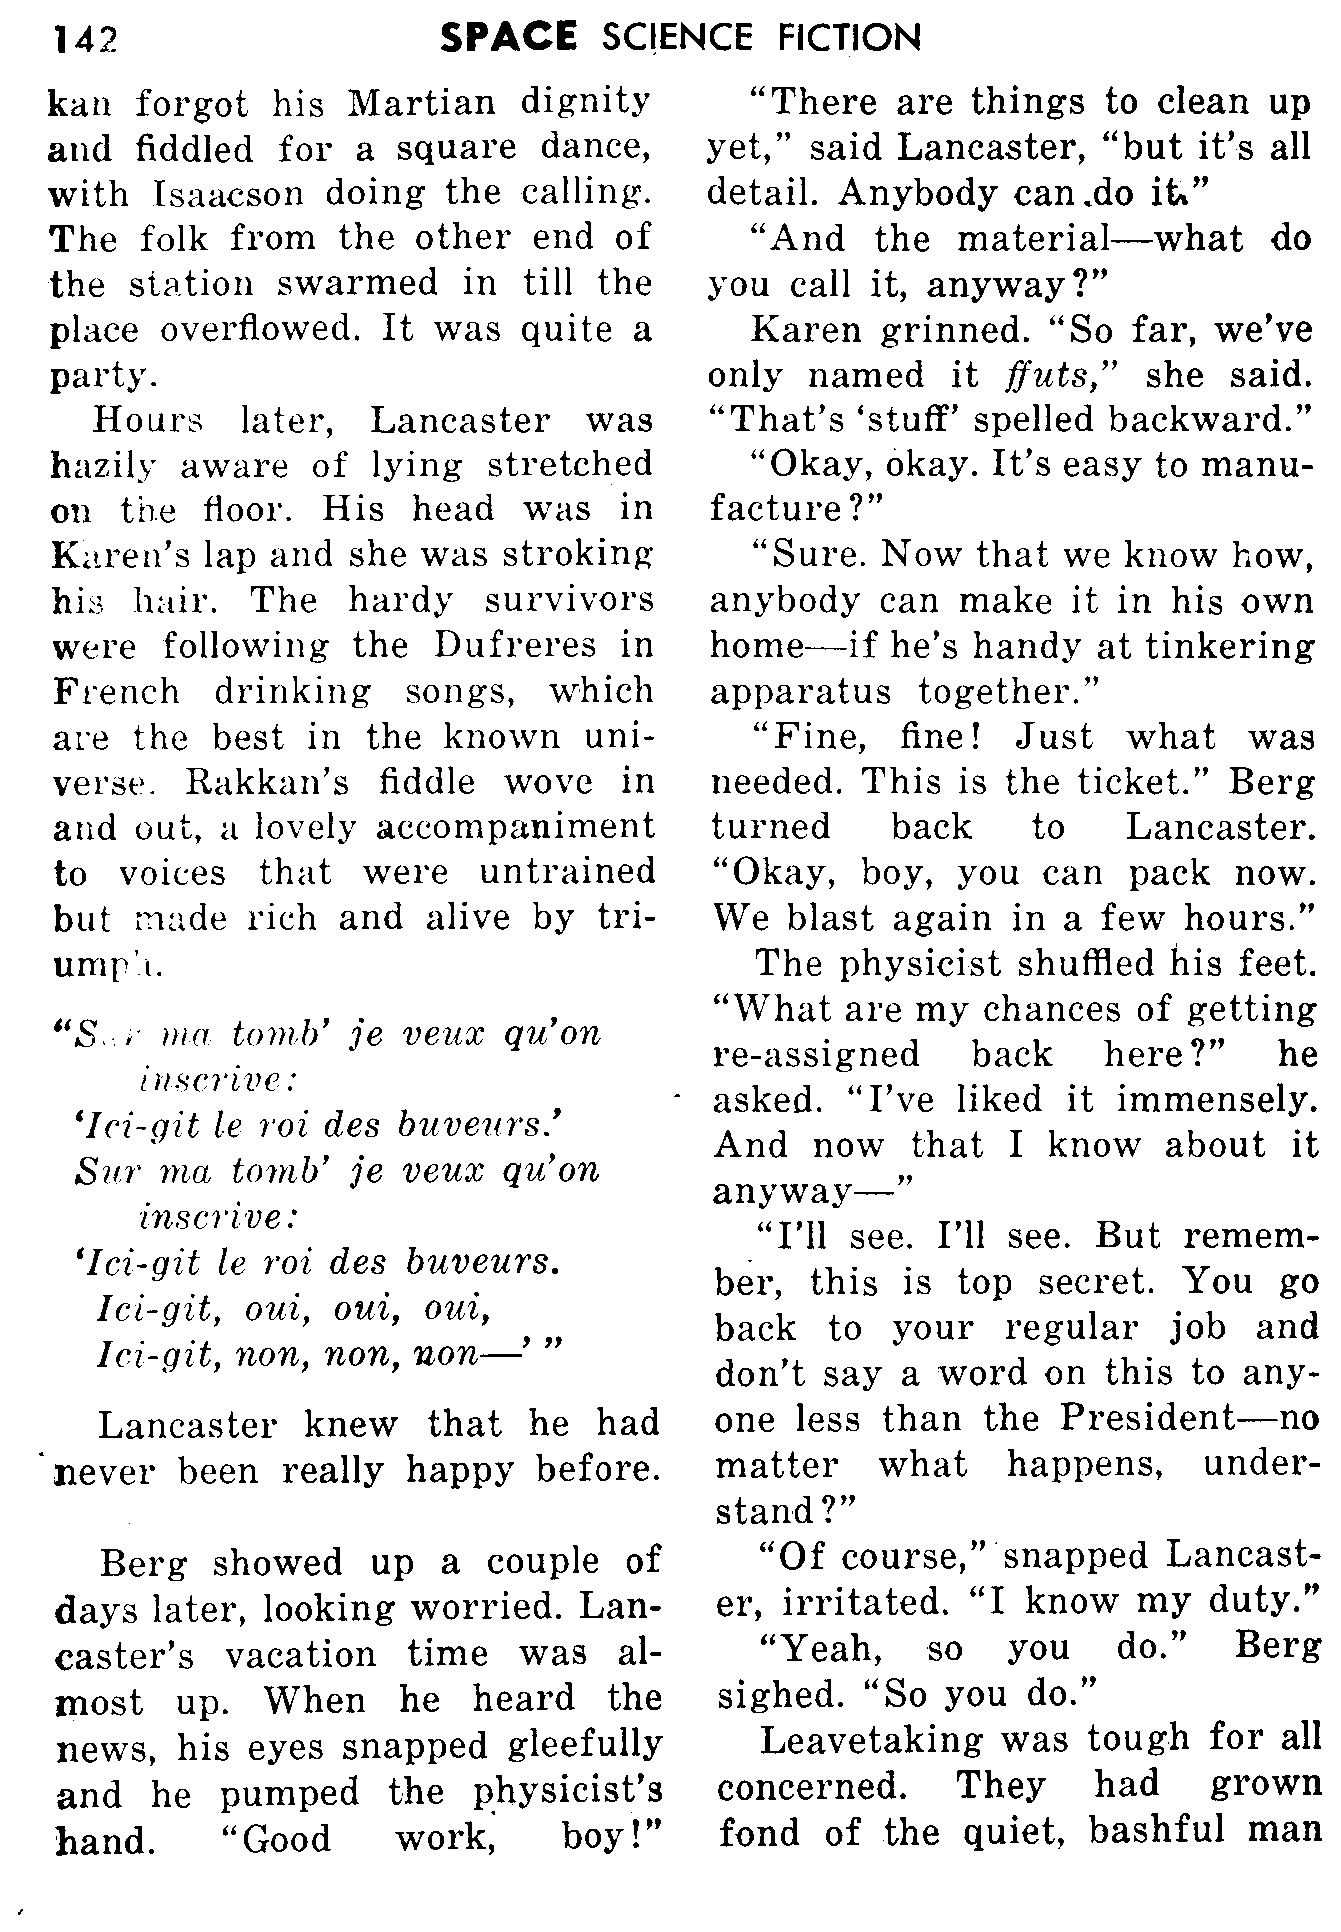 142 SPACE SCIENCE FICTION
kan forgot his Martian dignity
and fiddled for a square dance,
with Isaacson doing the calling.
The folk from the other end of
the station swarmed in till the
place overflowed. It was quite a
party.
Hours later, Lancaster was
hazily aware of lying stretched
on the floor. His head was in
Karen's lap and she was stroking
his hair. The hardy survivors
were following the Dufreres in
French drinking songs, which
are the best in the known uni-
verse. Rakkan's fiddle wove in
and out, a lovely accompaniment
to voices that were untrained
but made rich and alive by tri-
umph.
“Sur ma tomb' je veux qu'on
inscrive:
‘Ici-git le roi des buveurs.’
Sur ma tomb' je veux qu'on
inscrive:
‘Ici-git le roi des buveurs.
Ici-git, oui, oui, oui,
Ici-git, non, non, non—’ ”
Lancaster knew that he had
never been really happy before.
Berg showed up a couple of
days later, looking worried. Lan-
caster's vacation time was al-
most up. When he heard the
news, his eyes snapped gleefully
and he pumped the physicist's
hand. “Good work, boy!”
“There are things to clean up
yet,” said Lancaster, “but it's all
detail. Anybody can do it.”
“And the material—what do
you call it, anyway?”
Karen grinned. “So far, we've
only named it ffuts,” she said.
“That's ‘stuff’ spelled backward.”
“Okay, okay. It's easy to manu-
facture?”
“Sure. Now that we know how,
anybody can make it in his own
home—if he's handy at tinkering
apparatus together.”
“Fine, fine! Just what was
needed. This is the ticket.” Berg
turned back to Lancaster.
“Okay, boy, you can pack now.
We blast again in a few hours.”
The physicist shuffled his feet.
“What are my chances of getting
re-assigned back here?” he
asked. “I've liked it immensely.
And now that I know about it
anyway—”
“I'll see. I'll see. But remem-
ber, this is top secret. You go
back to your regular job and
don't say a word on this to any-
one less than the President—no
matter what happens, under-
stand?”
“Of course,” snapped Lancast-
er, irritated. “I know my duty.”
“Yeah, so you do.” Berg
sighed. “So you do.”
Leavetaking was tough for all
concerned. They had grown
fond of the quiet, bashful man